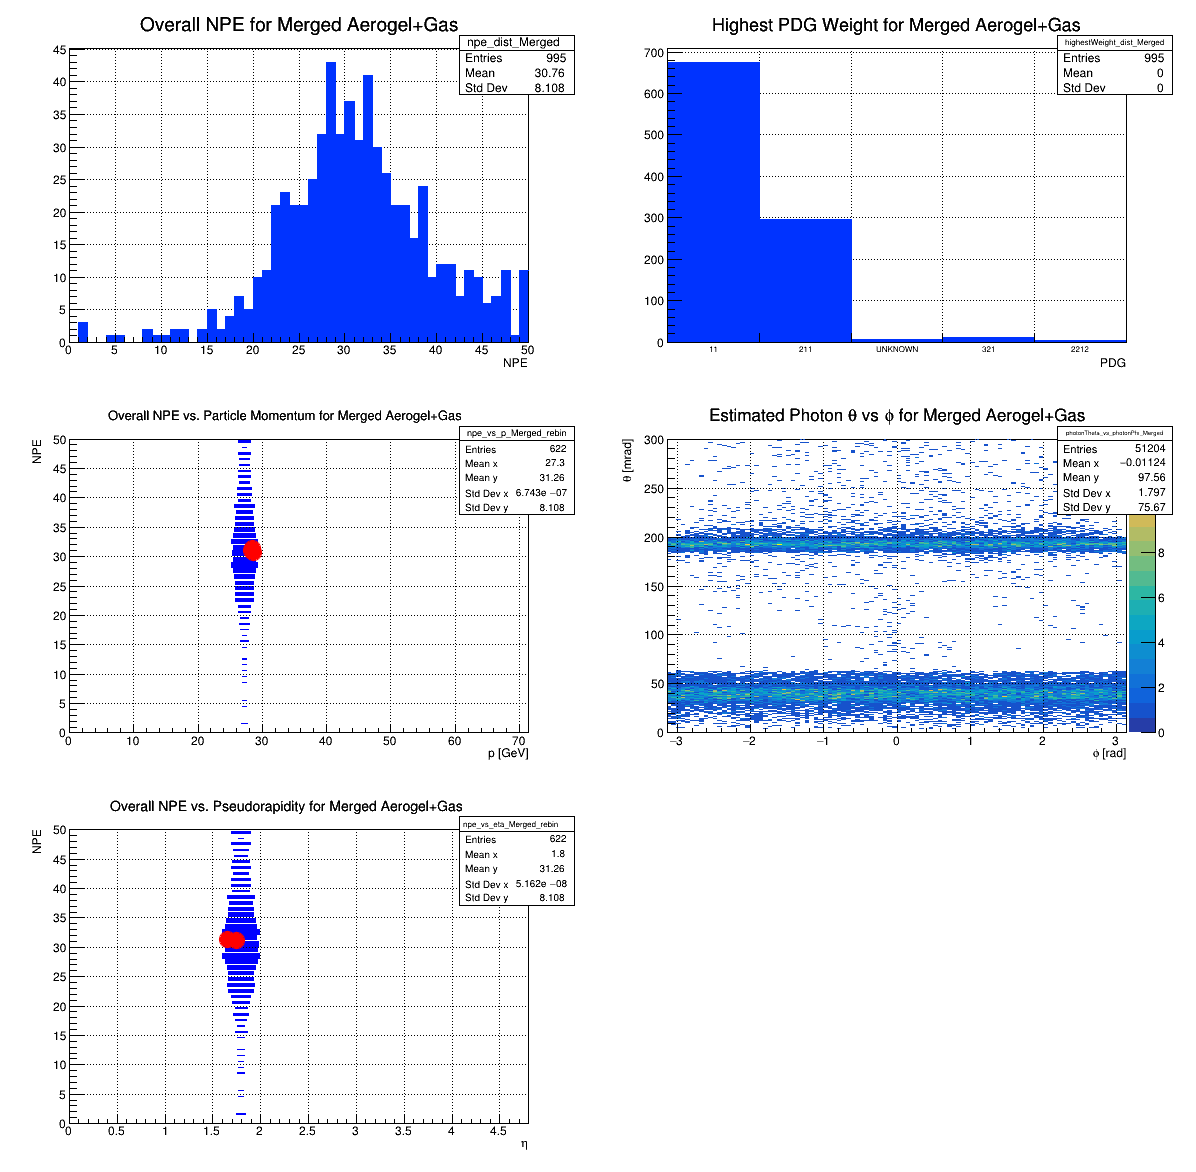 Overall NPE for Merged Aerogel+Gas
npe_dist_Merged
Entries 995
Mean 30.76
Std Dev 8.108
45
40
35
30
25
20
15
10
5
0
0 5 10 15 20 25 30 35 40 45 50
NPE
Highest PDG Weight for Merged Aerogel+Gas
highestWeight_dist_Merged
Entries 995
Mean 0
Std Dev 0
700
600
500
400
300
200
100
0
11 211 UNKNOWN 321 2212
PDG
Overall NPE vs. Particle Momentum for Merged Aerogel+Gas
npe_vs_p_Merged_rebin
Entries 622
Mean x 27.3
Mean y 31.26
Std Dev x 6.743e −07
Std Dev y 8.108
NPE
50
45
40
35
30
25
20
15
10
5
0
0 10 20 30 40 50 60 70
p [GeV]
Estimated Photon θ vs ϕ for Merged Aerogel+Gas
photonTheta_vs_photonPhi_Merged
Entries 51204
Mean x −0.01124
Mean y 97.56
Std Dev x 1.797
Std Dev y 75.67
θ [mrad]
300
250
200
150
100
50
0
−3 −2 −1 0 1 2 3
ϕ [rad]
8
6
4
2
0
Overall NPE vs. Pseudorapidity for Merged Aerogel+Gas
npe_vs_eta_Merged_rebin
Entries 622
Mean x 1.8
Mean y 31.26
Std Dev x 5.162e −08
Std Dev y 8.108
NPE
50
45
40
35
30
25
20
15
10
5
0
0 0.5 1 1.5 2 2.5 3 3.5 4 4.5
η